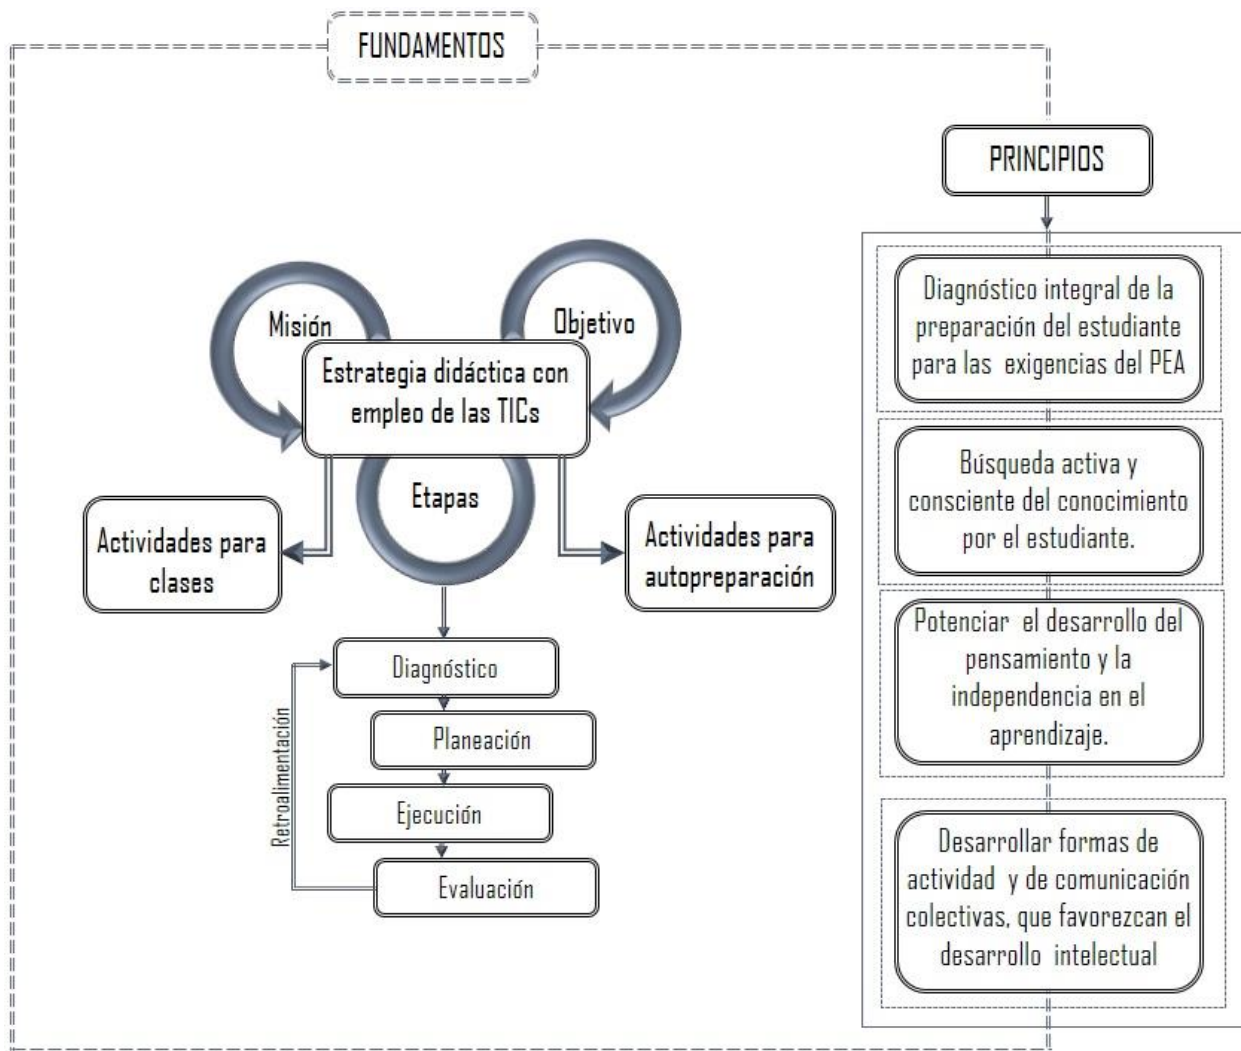 FUNDAMENTOS
PRINCIPIOS
Misión
Objetivo
Estrategia didáctica con
empleo de las TICs
Etapas
Actividades para
clases
Actividades para
autopreparación
Diagnóstico
Planeación
Ejecución
Evaluación
Retroalimentación
Diagnóstico integral de la
preparación del estudiante
para las exigencias del PEA
Búsqueda activa y
consciente del conocimiento
por el estudiante.
Potenciar el desarrollo del
pensamiento y la
independencia en el
aprendizaje.
Desarrollar formas de
actividad y de comunicación
colectivas, que favorezcan el
desarrollo intelectual